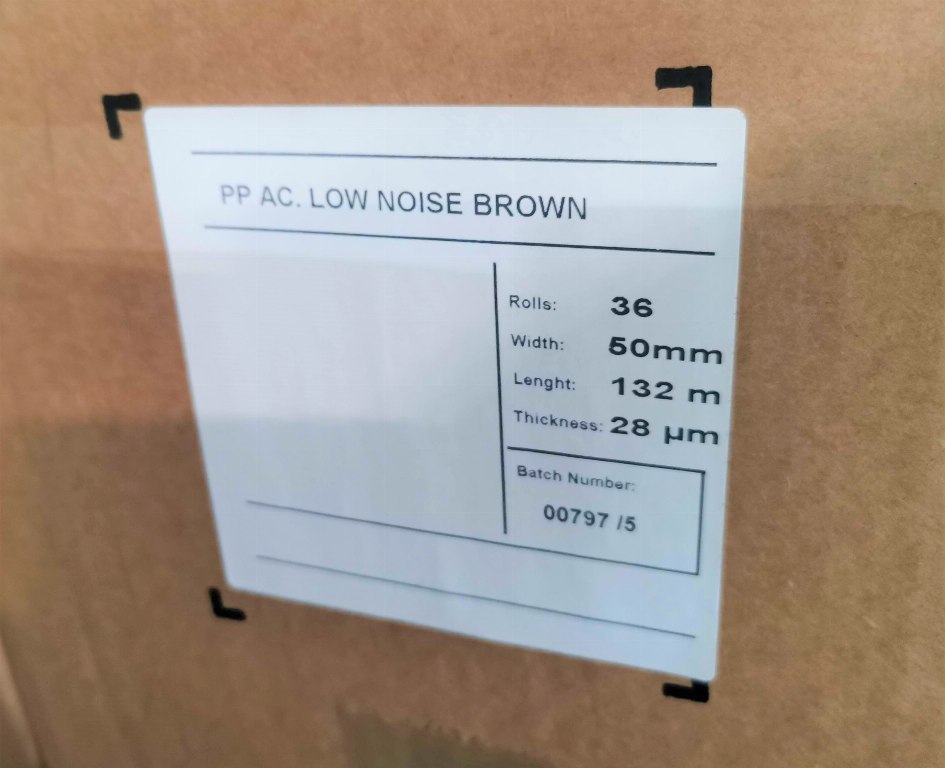 PP AC. LOW NOISE BROWN
Rolls: 36
Width: 50mm
Lenght: 132 m
Thickness: 28 µm
Batch Number:
00797 /5